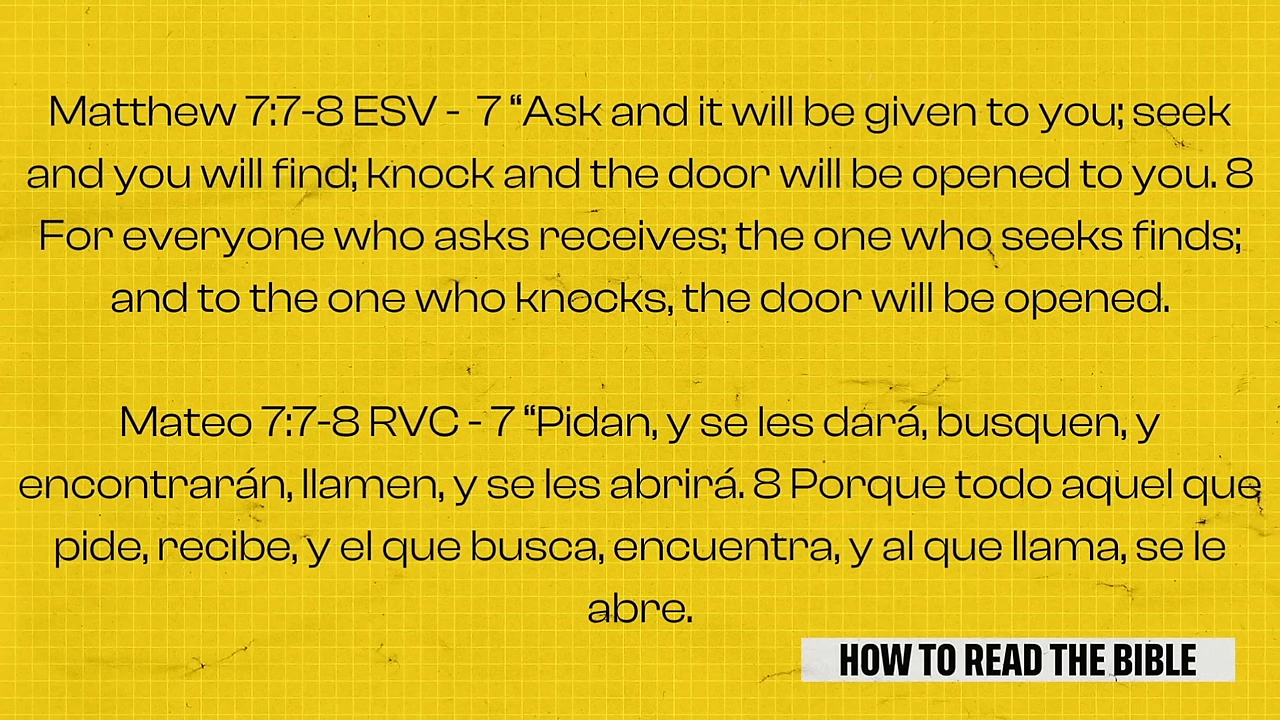 Matthew 7:7-8 ESV -  7 “Ask and it will be given to you; seek
and you will find; knock and the door will be opened to you. 8
For everyone who asks receives; the one who seeks finds;
and to the one who knocks, the door will be opened.
Mateo 7:7-8 RVC - 7 “Pidan, y se les dará, busquen, y
encontrarán, llamen, y se les abrirá. 8 Porque todo aquel que
pide, recibe, y el que busca, encuentra, y al que llama, se le
abre.
HOW TO READ THE BIBLE